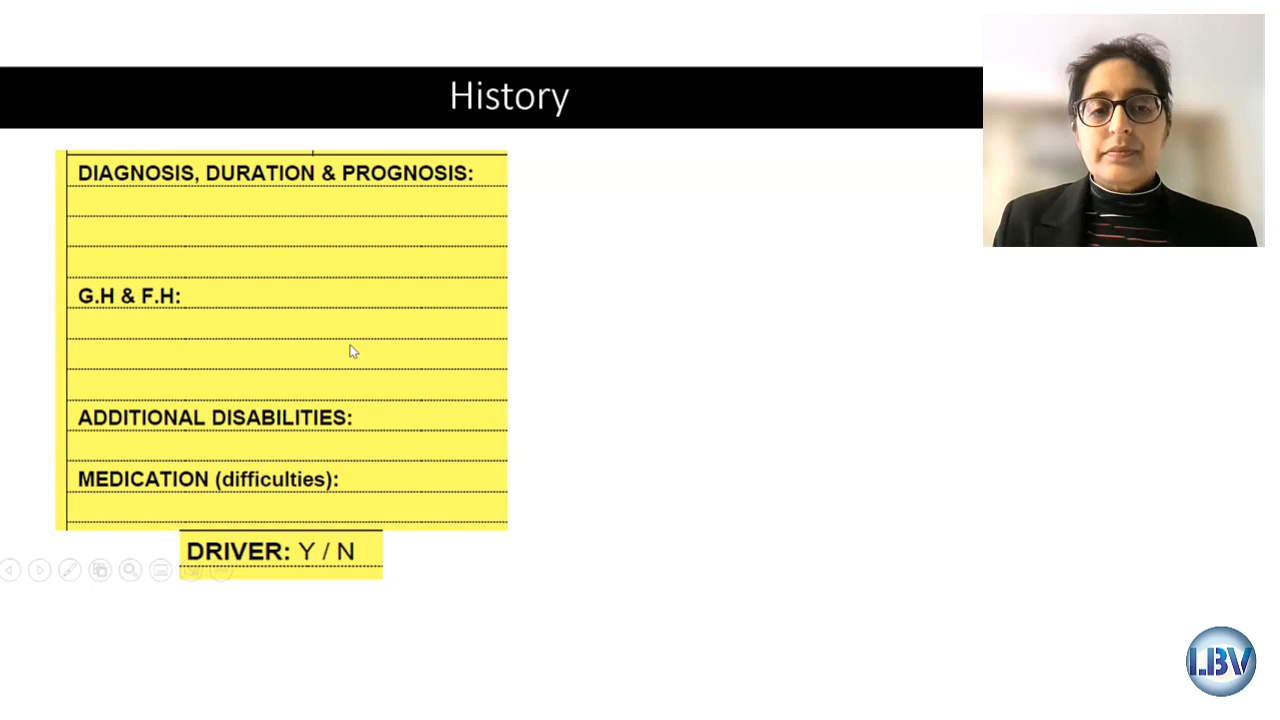 History
DIAGNOSIS, DURATION & PROGNOSIS:
G.H & F.H:
ADDITIONAL DISABILITIES:
MEDICATION (difficulties):
DRIVER: Y / N
LBV